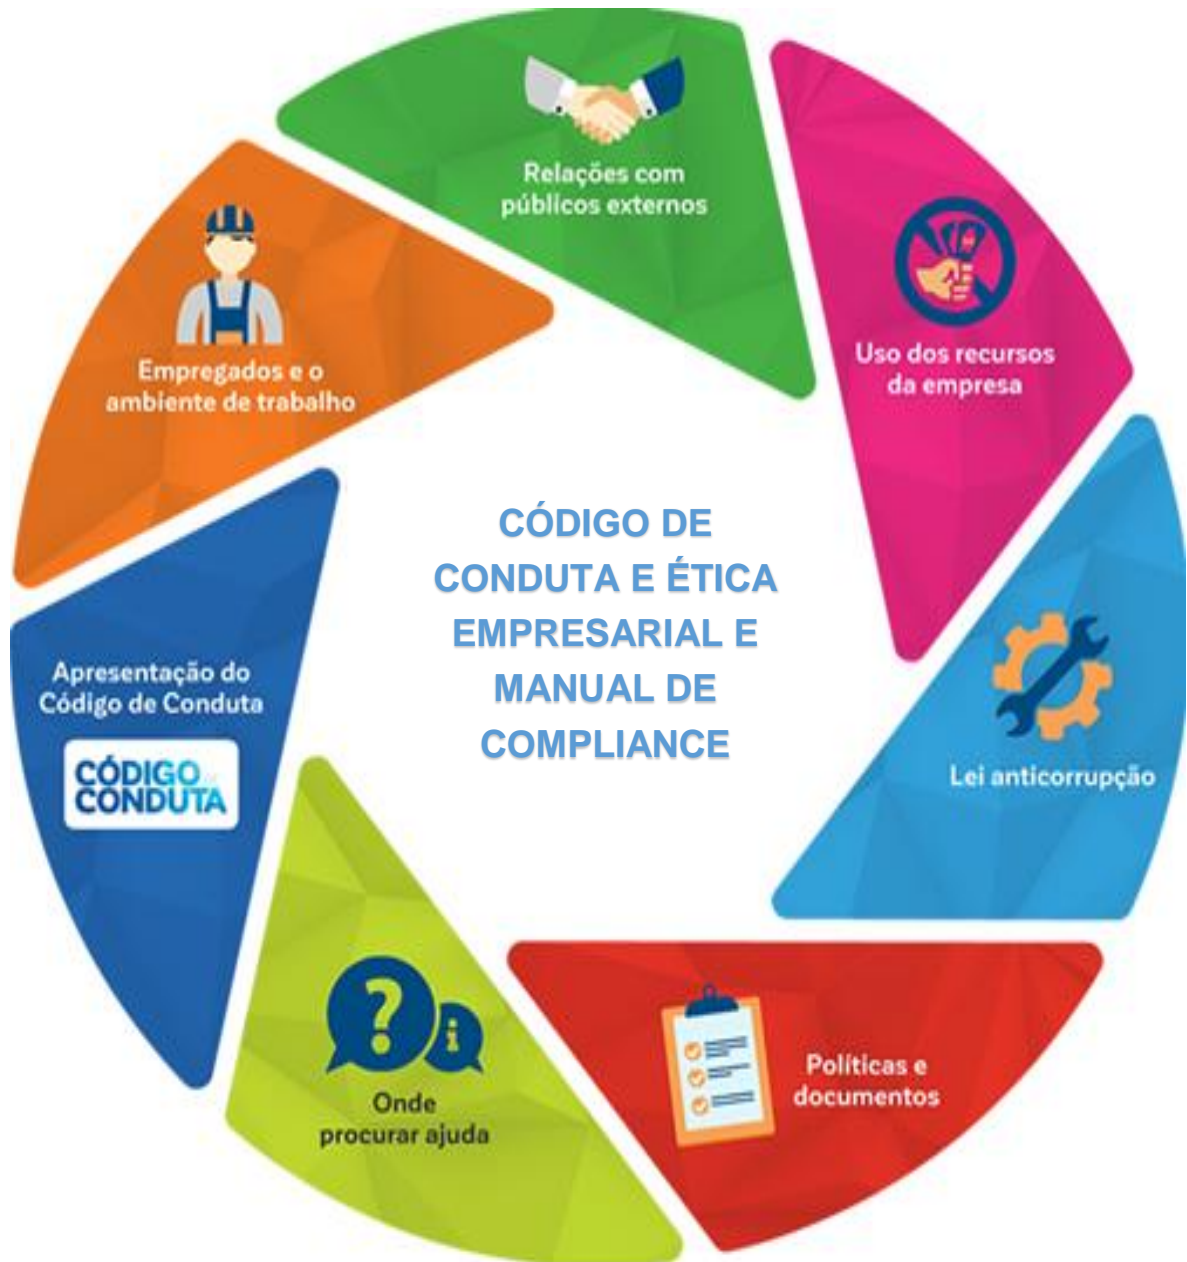 Relações com
públicos externos
Uso dos recursos
da empresa
Empregados e o
ambiente de trabalho
CÓDIGO DE
CONDUTA E ÉTICA
EMPRESARIAL E
MANUAL DE
COMPLIANCE
Apresentação do
Código de Conduta
CÓDIGO DE
CONDUTA
Lei anticorrupção
Políticas e
documentos
?
i
Onde
procurar ajuda